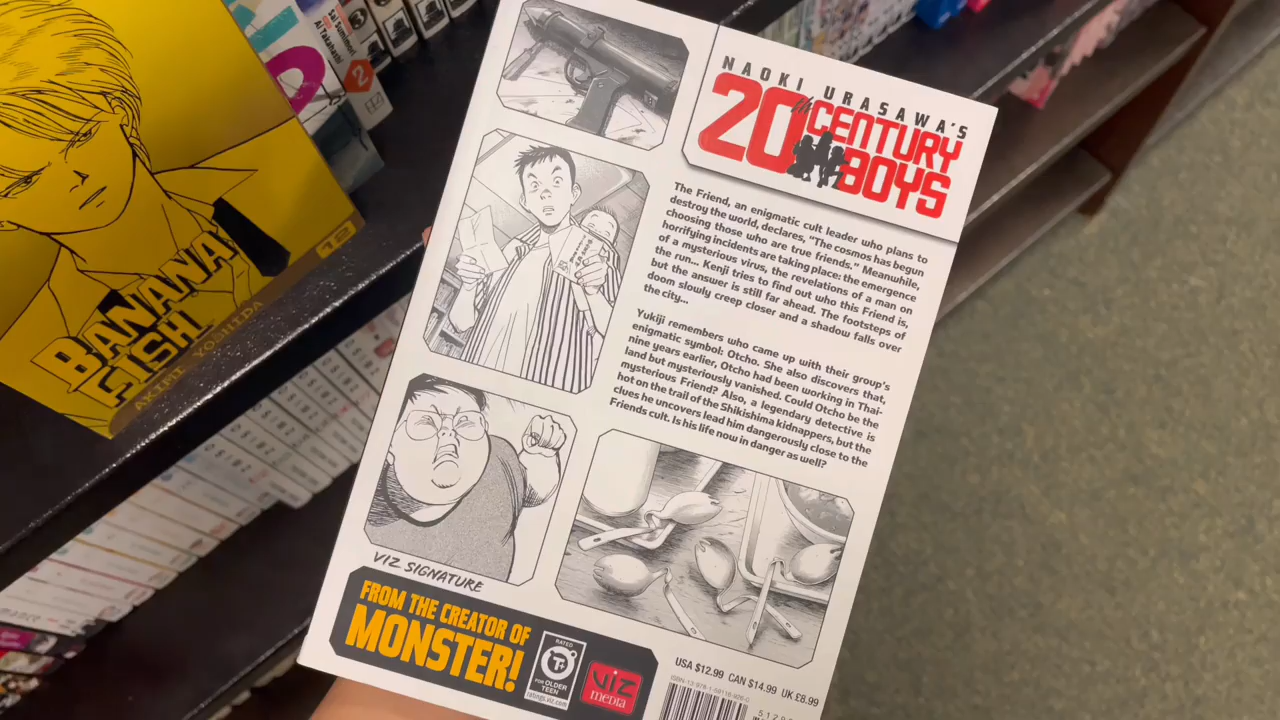 NAOKI URASAWA'S
20th CENTURY
BOYS
The Friend, an enigmatic cult leader who plans to
destroy the world, declares, "The cosmos has begun
choosing those who are true friends." Meanwhile,
horrifying incidents are taking place: the emergence
of a mysterious virus, the revelations of a man on
the run... Kenji tries to find out who this Friend is,
but the answer is still far ahead. The footsteps of
doom slowly creep closer and a shadow falls over
the city...
Yukiji remembers who came up with their group's
enigmatic symbol: Otcho. She also discovers that,
nine years earlier, Otcho had been working in Thai-
land but mysteriously vanished. Could Otcho be the
mysterious Friend? Also, a legendary detective is
hot on the trail of the Shikishima kidnappers, but the
clues he uncovers lead him dangerously close to the
Friends cult. Is his life now in danger as well?
VIZ SIGNATURE
FROM THE CREATOR OF
MONSTER!
RATED
T+
FOR OLDER
TEEN
ratings.viz.com
VIZ
media
USA $12.99 CAN $14.99 UK £8.99
BANANA
FISH
12
AKIMI YOSHIDA
Ai Takahashi
2
3